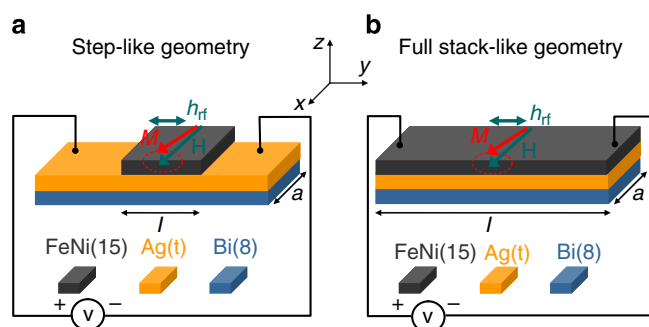 a
Step-like geometry
z
y
x
h_rf
M
H
a
l
FeNi(15) Ag(t) Bi(8)
+ V −
b
Full stack-like geometry
h_rf
M
H
a
l
FeNi(15) Ag(t) Bi(8)
+ V −